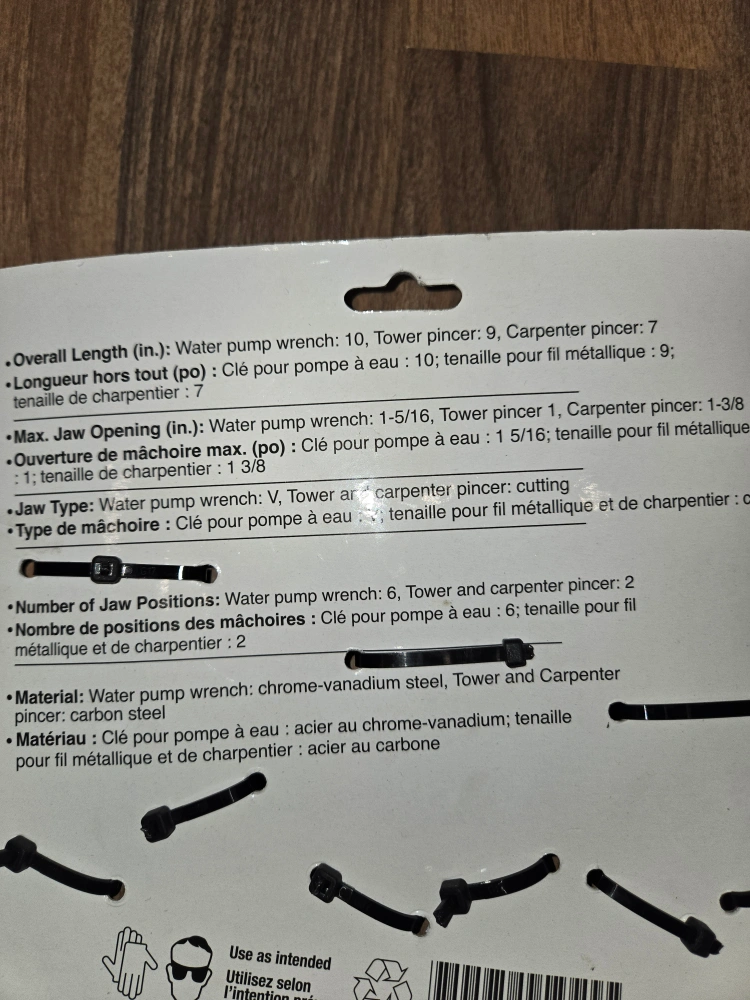 •Overall Length (in.): Water pump wrench: 10, Tower pincer: 9, Carpenter pincer: 7
•Longueur hors tout (po) : Clé pour pompe à eau : 10; tenaille pour fil métallique : 9;
tenaille de charpentier : 7
•Max. Jaw Opening (in.): Water pump wrench: 1-5/16, Tower pincer 1, Carpenter pincer: 1-3/8
•Ouverture de mâchoire max. (po) : Clé pour pompe à eau : 1 5/16; tenaille pour fil métallique
: 1; tenaille de charpentier : 1 3/8
•Jaw Type: Water pump wrench: V, Tower and carpenter pincer: cutting
•Type de mâchoire : Clé pour pompe à eau : tenaille pour fil métallique et de charpentier :
•Number of Jaw Positions: Water pump wrench: 6, Tower and carpenter pincer: 2
•Nombre de positions des mâchoires : Clé pour pompe à eau : 6; tenaille pour fil
métallique et de charpentier : 2
•Material: Water pump wrench: chrome-vanadium steel, Tower and Carpenter
pincer: carbon steel
•Matériau : Clé pour pompe à eau : acier au chrome-vanadium; tenaille
pour fil métallique et de charpentier : acier au carbone
Use as intended
Utilisez selon
l'intention